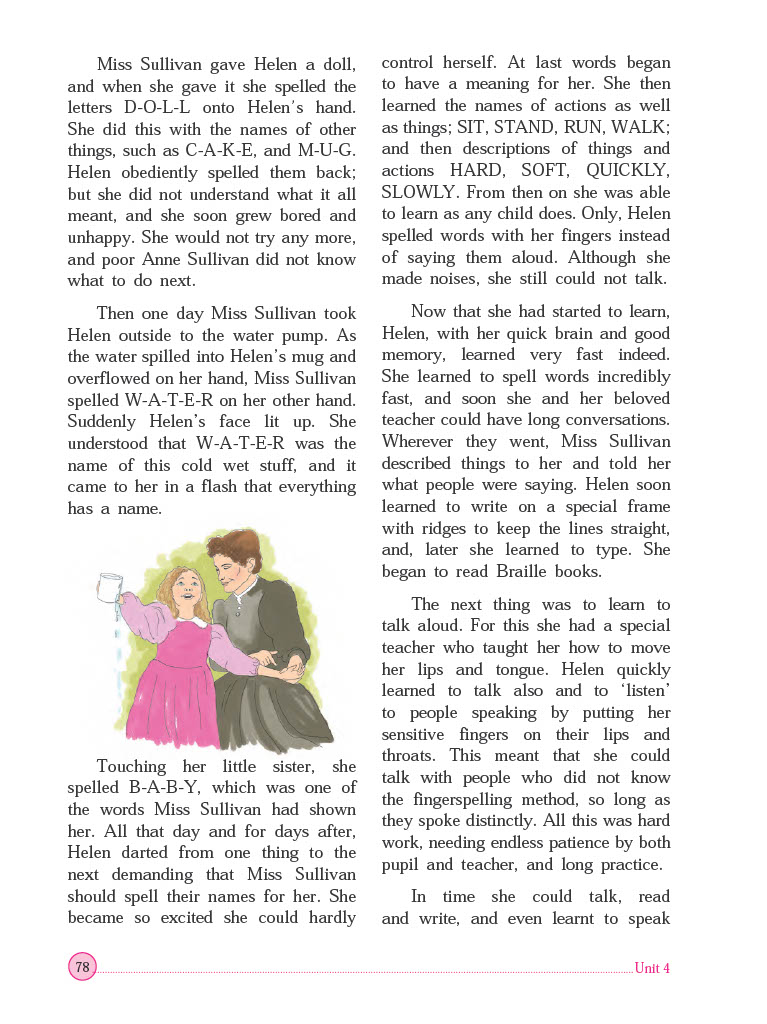 Miss Sullivan gave Helen a doll,
and when she gave it she spelled the
letters D-O-L-L onto Helen's hand.
She did this with the names of other
things, such as C-A-K-E, and M-U-G.
Helen obediently spelled them back;
but she did not understand what it all
meant, and she soon grew bored and
unhappy. She would not try any more,
and poor Anne Sullivan did not know
what to do next.
Then one day Miss Sullivan took
Helen outside to the water pump. As
the water spilled into Helen's mug and
overflowed on her hand, Miss Sullivan
spelled W-A-T-E-R on her other hand.
Suddenly Helen's face lit up. She
understood that W-A-T-E-R was the
name of this cold wet stuff, and it
came to her in a flash that everything
has a name.
Touching her little sister, she
spelled B-A-B-Y, which was one of
the words Miss Sullivan had shown
her. All that day and for days after,
Helen darted from one thing to the
next demanding that Miss Sullivan
should spell their names for her. She
became so excited she could hardly
control herself. At last words began
to have a meaning for her. She then
learned the names of actions as well
as things; SIT, STAND, RUN, WALK;
and then descriptions of things and
actions HARD, SOFT, QUICKLY,
SLOWLY. From then on she was able
to learn as any child does. Only, Helen
spelled words with her fingers instead
of saying them aloud. Although she
made noises, she still could not talk.
Now that she had started to learn,
Helen, with her quick brain and good
memory, learned very fast indeed.
She learned to spell words incredibly
fast, and soon she and her beloved
teacher could have long conversations.
Wherever they went, Miss Sullivan
described things to her and told her
what people were saying. Helen soon
learned to write on a special frame
with ridges to keep the lines straight,
and, later she learned to type. She
began to read Braille books.
The next thing was to learn to
talk aloud. For this she had a special
teacher who taught her how to move
her lips and tongue. Helen quickly
learned to talk also and to ‘listen’
to people speaking by putting her
sensitive fingers on their lips and
throats. This meant that she could
talk with people who did not know
the fingerspelling method, so long as
they spoke distinctly. All this was hard
work, needing endless patience by both
pupil and teacher, and long practice.
In time she could talk, read
and write, and even learnt to speak
78
Unit 4